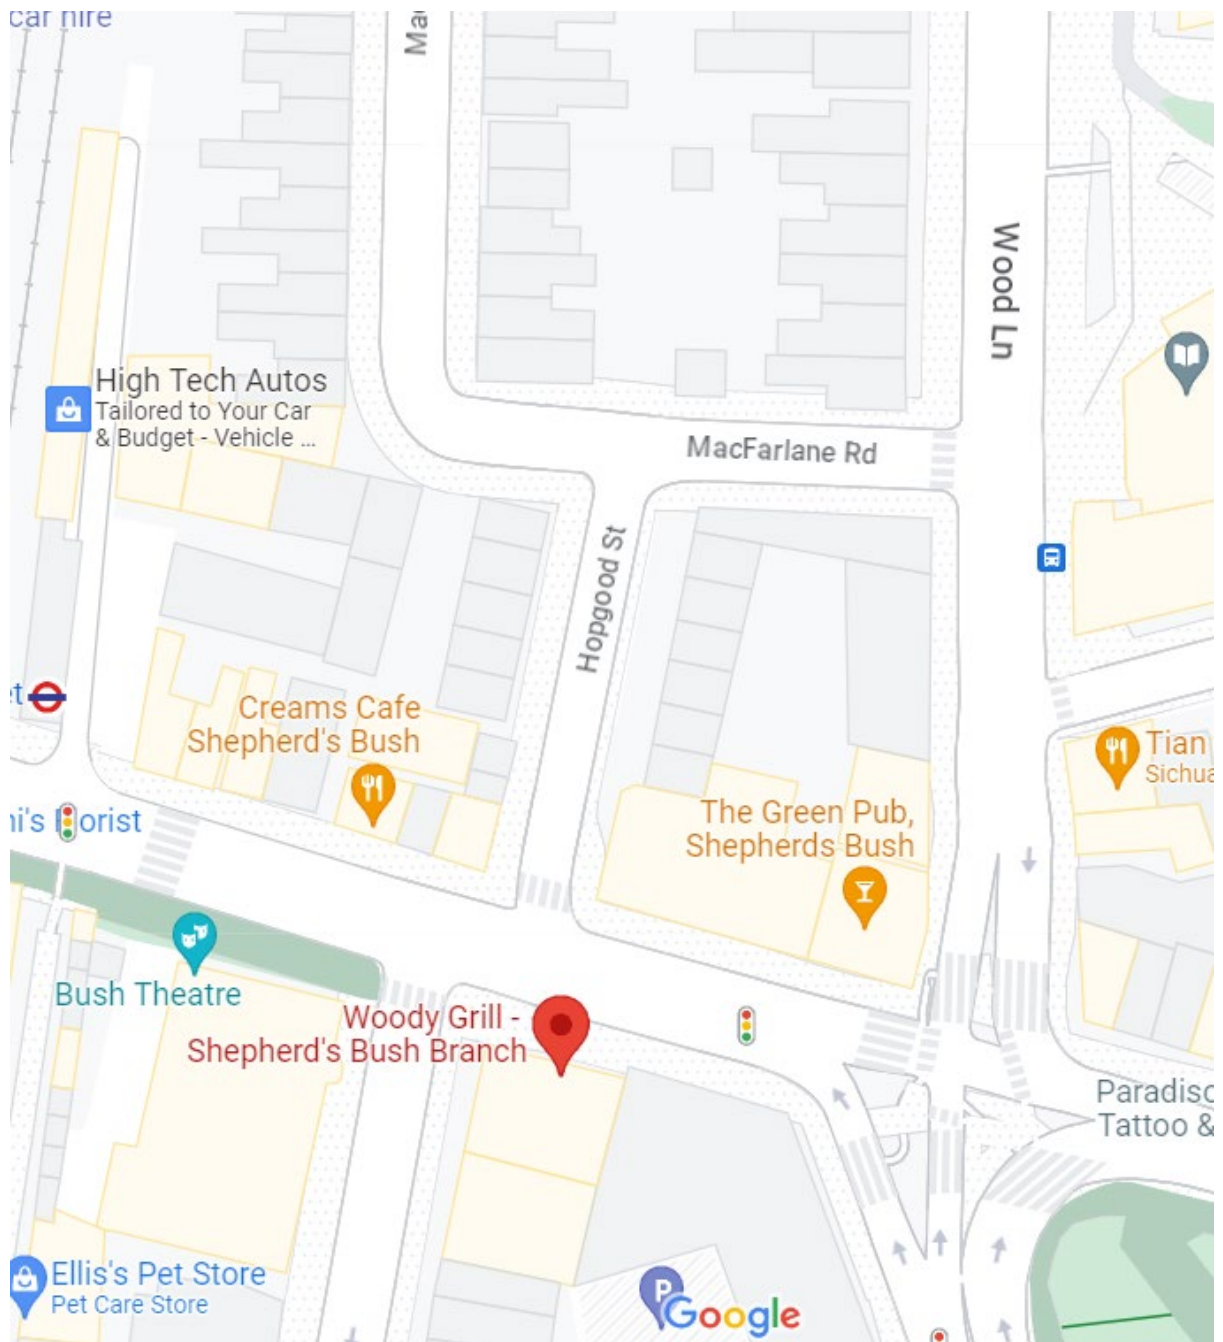 car hire
Mac
Wood Ln
High Tech Autos
Tailored to Your Car
& Budget - Vehicle ...
MacFarlane Rd
Hopgood St
Creams Cafe
Shepherd's Bush
Tian
The Green Pub,
Shepherds Bush
Bush Theatre
Woody Grill -
Shepherd's Bush Branch
Tattoo &
P
Ellis's Pet Store
Pet Care Store
Google